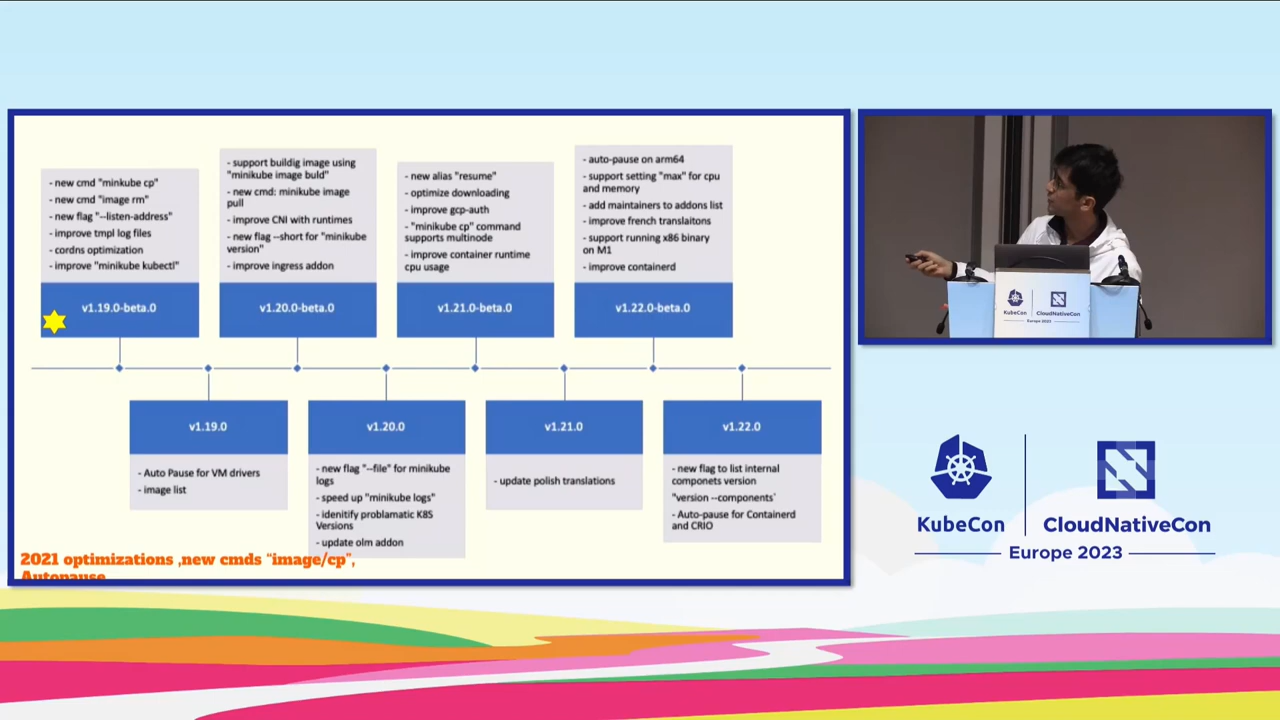 - new cmd "minkube cp"
- new cmd "image rm"
- new flag "--listen-address"
- improve tmpl log files
- cordns optimization
- improve "minikube kubectl"
v1.19.0-beta.0
- support buildig image using
"minikube image buld"
- new cmd: minikube image
pull
- improve CNI with runtimes
- new flag --short for "minikube
version"
- improve ingress addon
v1.20.0-beta.0
- new alias "resume"
- optimize downloading
- improve gcp-auth
- "minikube cp" command
supports multinode
- improve container runtime
cpu usage
v1.21.0-beta.0
- auto-pause on arm64
- support setting "max" for cpu
and memory
- add maintainers to addons list
- improve french translaitons
- support running x86 binary
on M1
- improve containerd
v1.22.0-beta.0
v1.19.0
- Auto Pause for VM drivers
- image list
v1.20.0
- new flag "--file" for minikube
logs
- speed up "minikube logs"
- idenitify problamatic K8S
Versions
- update olm addon
v1.21.0
- update polish translations
v1.22.0
- new flag to list internal
componets version
"version --components`
- Auto-pause for Containerd
and CRIO
2021 optimizations ,new cmds "image/cp",
Autopause
KubeCon
CloudNativeCon
Europe 2023
KubeCon
CloudNativeCon
Europe 2023